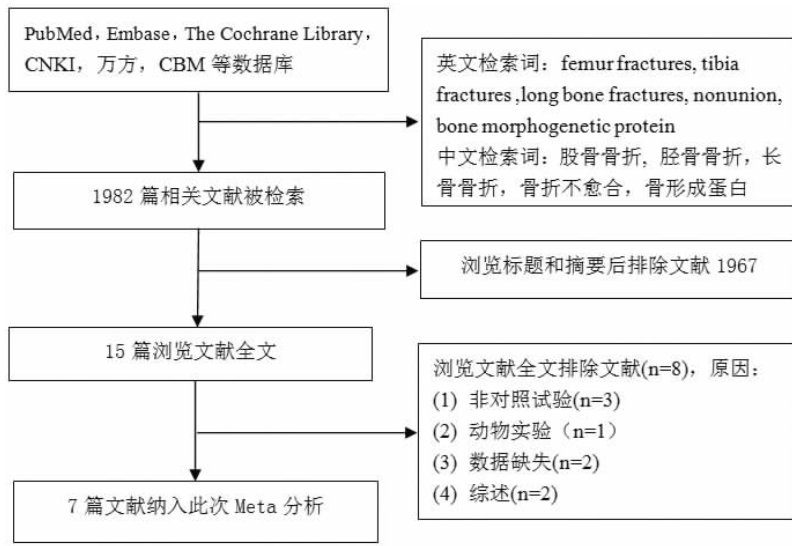 PubMed, Embase, The Cochrane Library,
CNKI, 万方, CBM 等数据库
英文检索词：femur fractures, tibia
fractures ,long bone fractures, nonunion,
bone morphogenetic protein
中文检索词：股骨骨折, 胫骨骨折，长
骨骨折，骨折不愈合，骨形成蛋白
1982 篇相关文献被检索
浏览标题和摘要后排除文献 1967
15 篇浏览文献全文
浏览文献全文排除文献(n=8)，原因：
(1) 非对照试验(n=3)
(2) 动物实验（n=1）
(3) 数据缺失(n=2)
(4) 综述(n=2)
7 篇文献纳入此次 Meta 分析